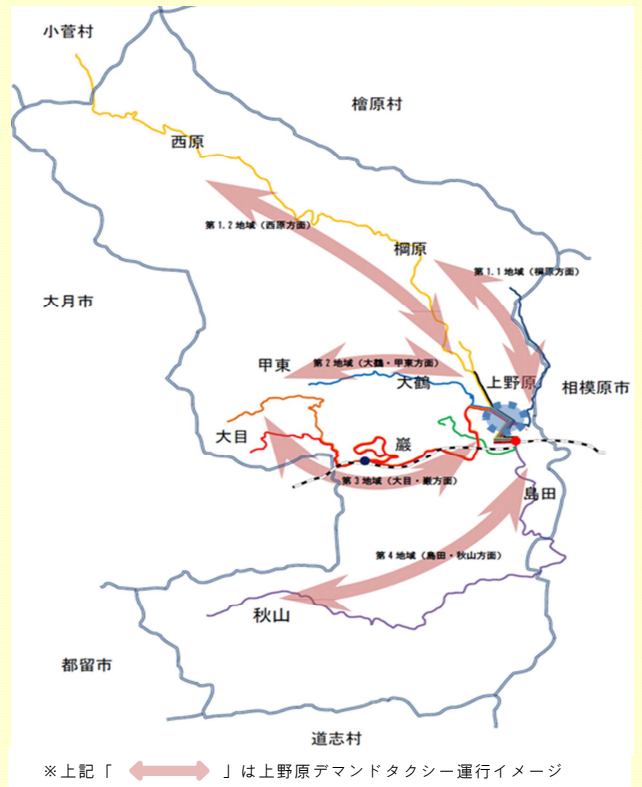 小菅村
檜原村
西原
第1.2地域（西原方面）
棡原
第1.1地域（棡原方面）
大月市
甲東
第2地域（大鶴・甲東方面）
大鶴
上野原
相模原市
大目
巌
第3地域（大目・巌方面）
島田
第4地域（島田・秋山方面）
秋山
都留市
道志村
※上記「 」は上野原デマンドタクシー運行イメージ